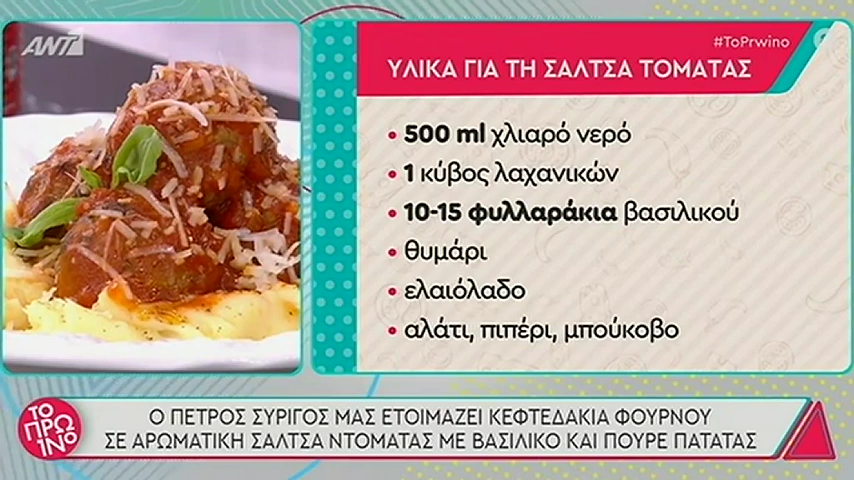 ANT1
#ToPrwino
ΥΛΙΚΑ ΓΙΑ ΤΗ ΣΑΛΤΣΑ ΤΟΜΑΤΑΣ
• 500 ml χλιαρό νερό
• 1 κύβος λαχανικών
• 10-15 φυλλαράκια βασιλικού
• θυμάρι
• ελαιόλαδο
• αλάτι, πιπέρι, μπούκοβο
ΤΟ
ΠΡΩ
ΙΝΟ
Ο ΠΕΤΡΟΣ ΣΥΡΙΓΟΣ ΜΑΣ ΕΤΟΙΜΑΖΕΙ ΚΕΦΤΕΔΑΚΙΑ ΦΟΥΡΝΟΥ
ΣΕ ΑΡΩΜΑΤΙΚΗ ΣΑΛΤΣΑ ΝΤΟΜΑΤΑΣ ΜΕ ΒΑΣΙΛΙΚΟ ΚΑΙ ΠΟΥΡΕ ΠΑΤΑΤΑΣ